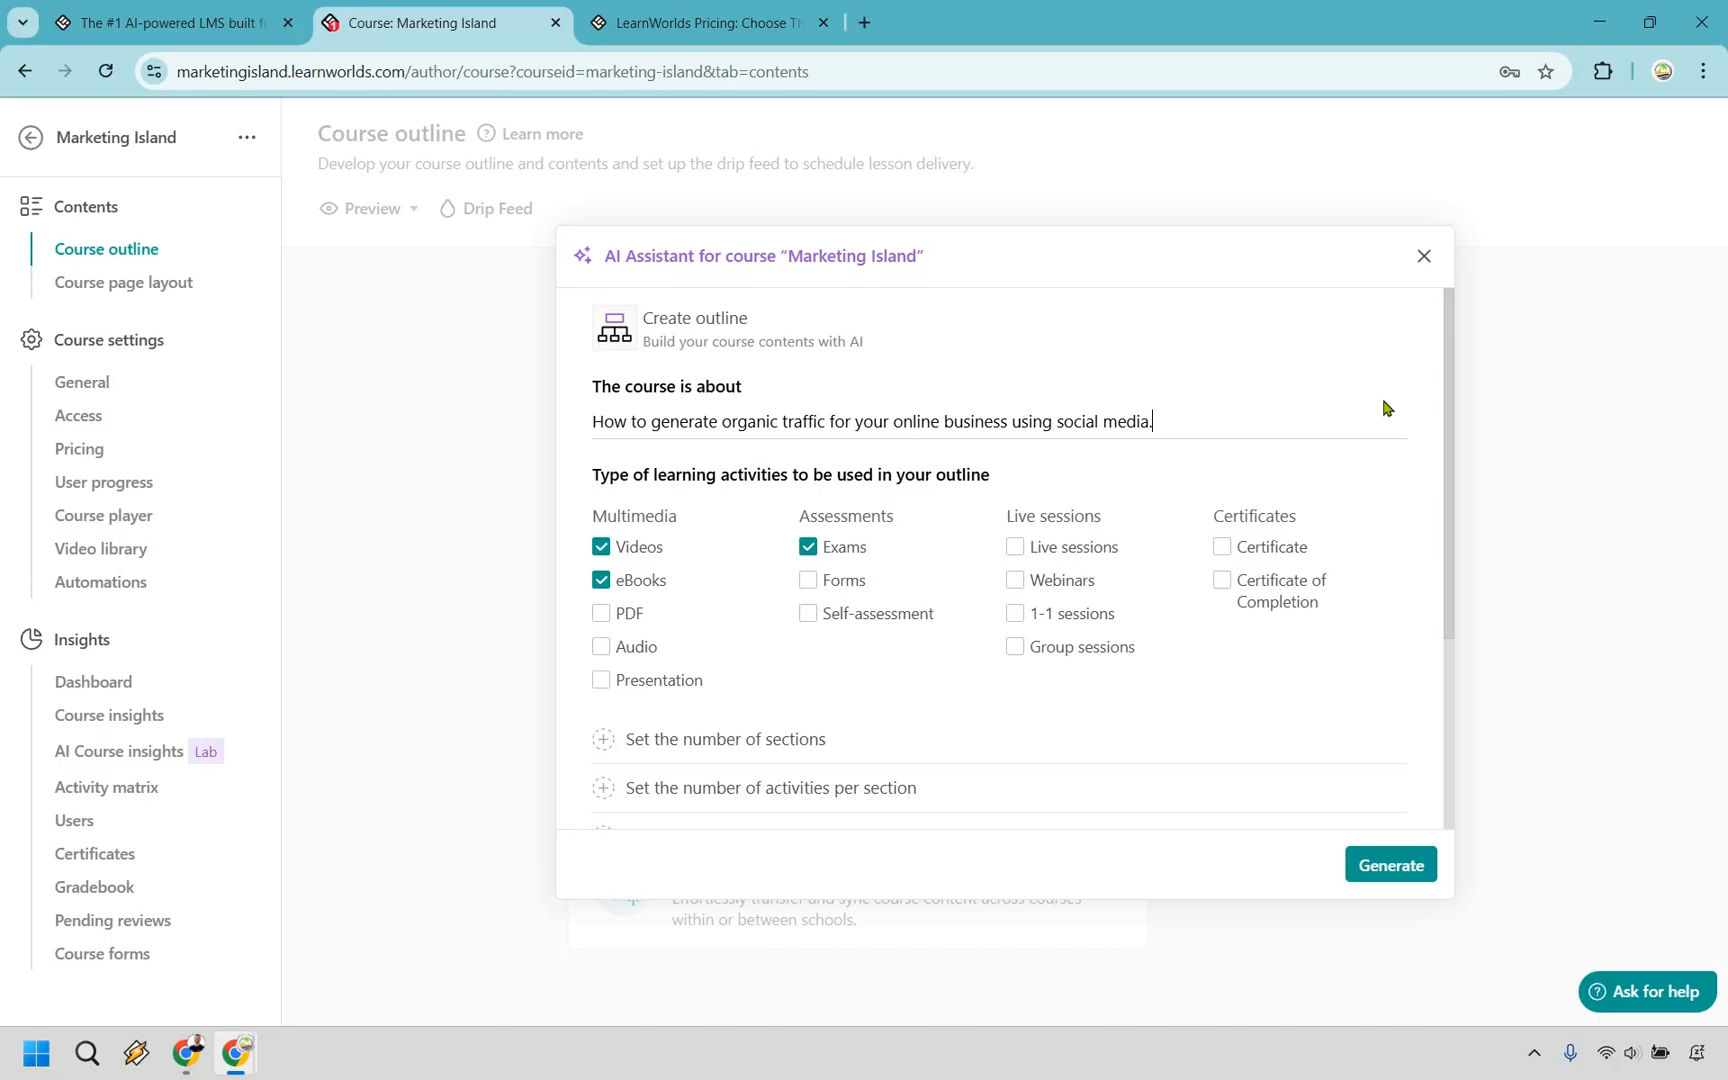 The #1 AI-powered LMS built f
Course: Marketing Island
LearnWorlds Pricing: Choose Th
marketingisland.learnworlds.com/author/course?courseid=marketing-island&tab=contents
Marketing Island
Contents
Course outline
Course page layout
Course settings
General
Access
Pricing
User progress
Course player
Video library
Automations
Insights
Dashboard
Course insights
AI Course insights Lab
Activity matrix
Users
Certificates
Gradebook
Pending reviews
Course forms
Course outline ? Learn more
Develop your course outline and contents and set up the drip feed to schedule lesson delivery.
Preview Drip Feed
AI Assistant for course “Marketing Island”
Create outline
Build your course contents with AI
The course is about
How to generate organic traffic for your online business using social media.
Type of learning activities to be used in your outline
Multimedia
Videos
eBooks
PDF
Audio
Presentation
Assessments
Exams
Forms
Self-assessment
Live sessions
Live sessions
Webinars
1-1 sessions
Group sessions
Certificates
Certificate
Certificate of
Completion
Set the number of sections
Set the number of activities per section
Generate
Effortlessly transfer and sync course content across courses
within or between schools.
? Ask for help